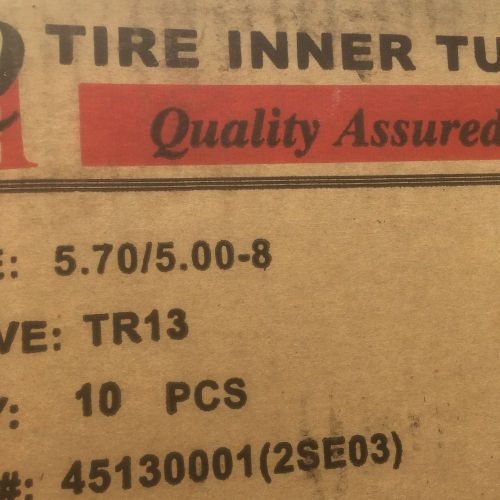 TIRE INNER TU
Quality Assured
E: 5.70/5.00-8
VE: TR13
Y: 10 PCS
#: 45130001(2SE03)